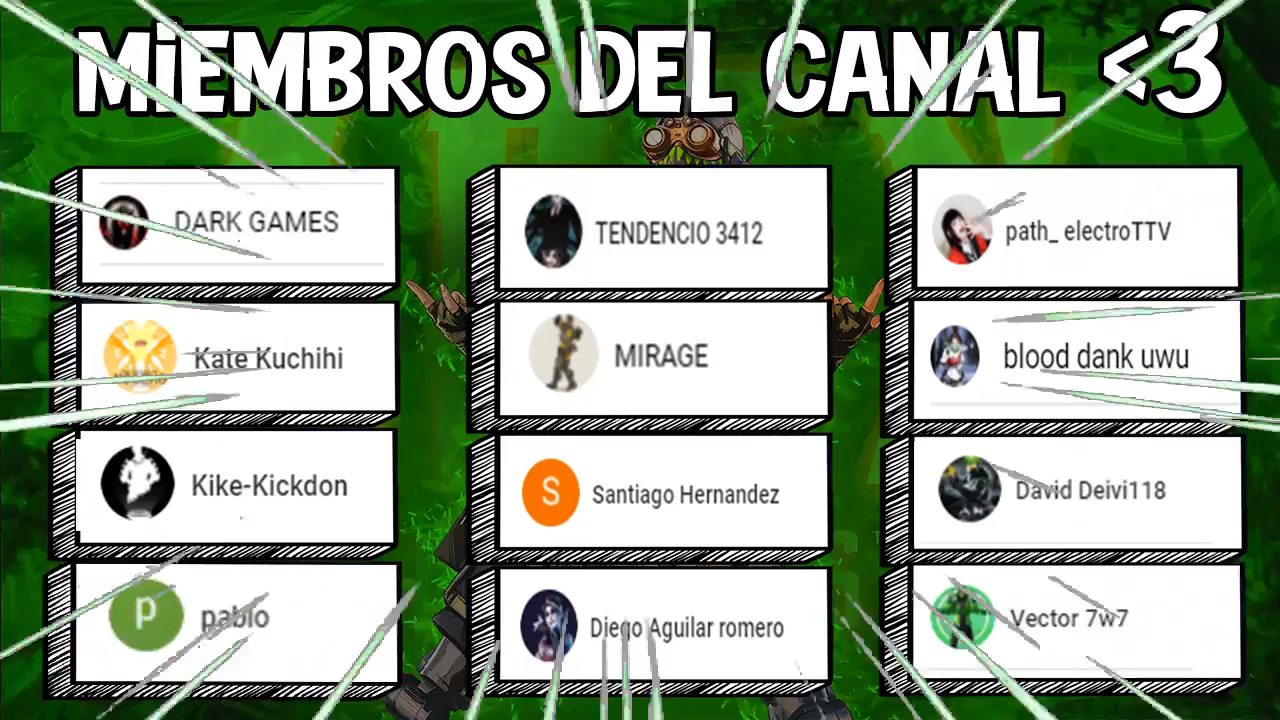 MiEMBROS DEL CANAL <3
DARK GAMES
TENDENCIO 3412
path_ electroTTV
Kate Kuchihi
MIRAGE
blood dank uwu
Kike-Kickdon
S
Santiago Hernandez
David Deivi118
p
pablo
Diego Aguilar romero
Vector 7w7